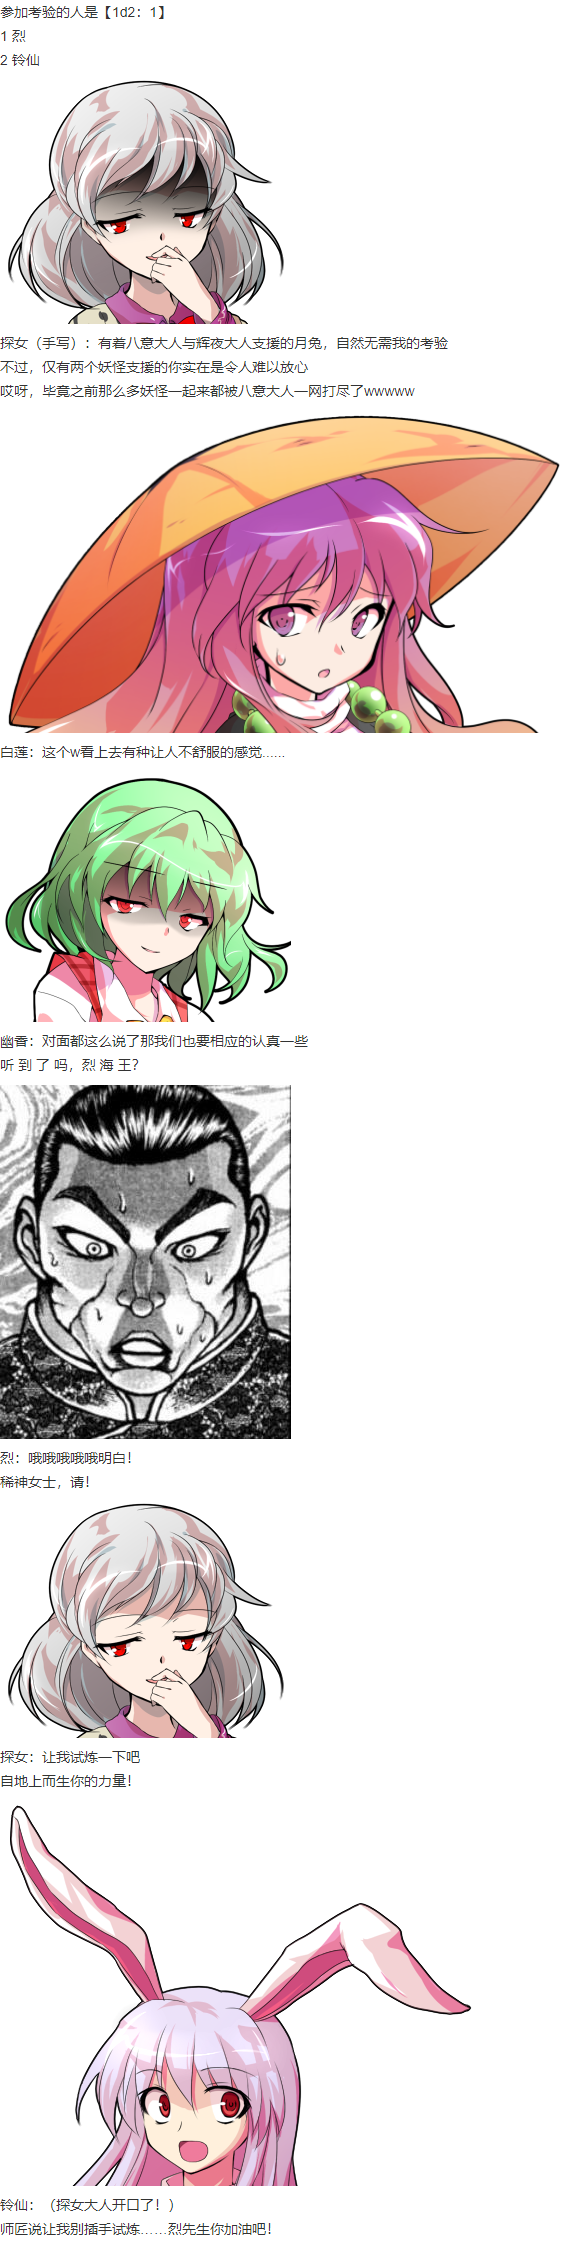 参加考验的人是【1d2：1】
1 烈
2 铃仙
探女（手写）：有着八意大人与辉夜大人支援的月兔，自然无需我的考验
不过，仅有两个妖怪支援的你实在是令人难以放心
哎呀，毕竟之前那么多妖怪一起来都被八意大人一网打尽了wwwww
白莲：这个w看上去有种让人不舒服的感觉......
幽香：对面都这么说了那我们也要相应的认真一些
听 到 了 吗，烈 海 王？
烈：哦哦哦哦哦明白！
稀神女士，请！
探女：让我试炼一下吧
自地上而生你的力量！
铃仙：（探女大人开口了！）
师匠说让我别插手试炼……烈先生你加油吧！